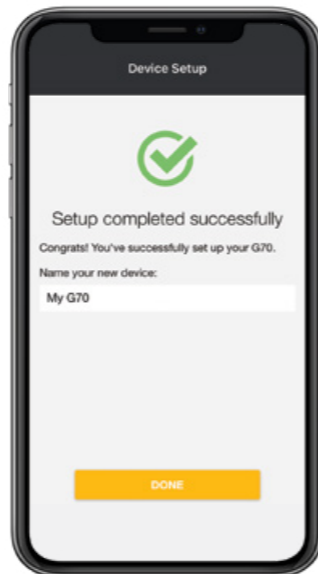 Device Setup
Setup completed successfully
Congrats! You've successfully set up your G70.
Name your new device:
My G70
DONE